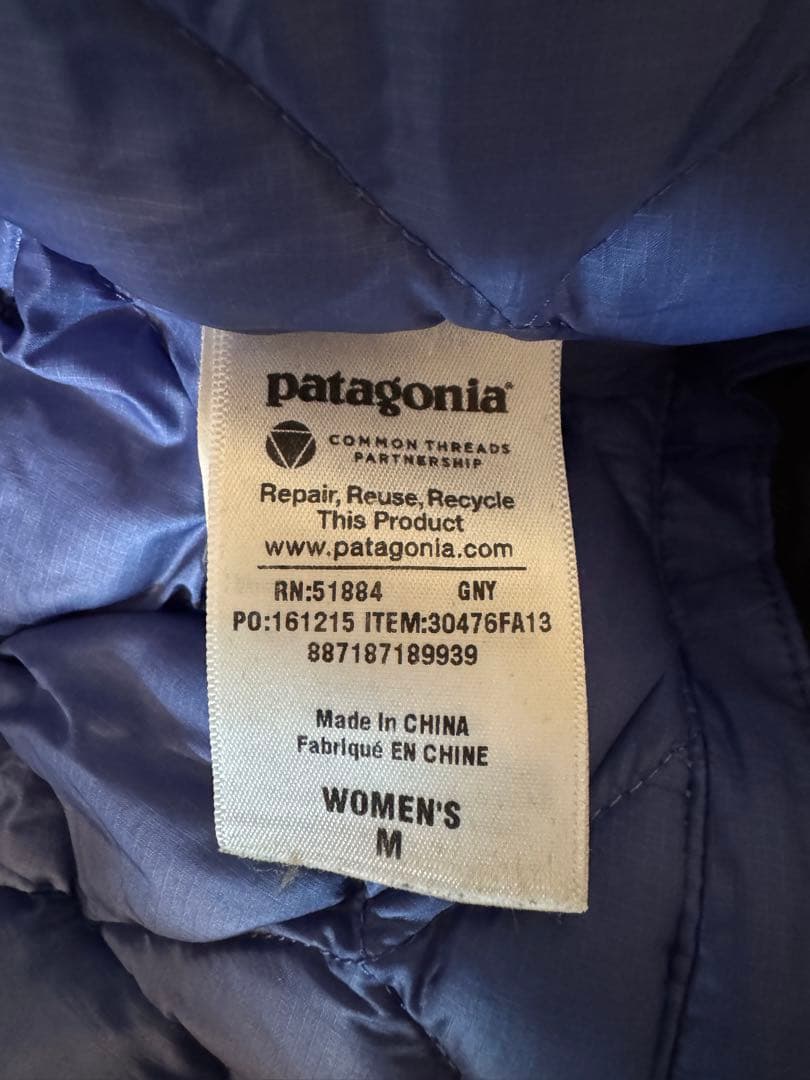 patagonia®
COMMON THREADS
PARTNERSHIP
Repair, Reuse, Recycle
This Product
www.patagonia.com
RN:51884 GNY
PO:161215 ITEM:30476FA13
887187189939
Made in CHINA
Fabriqué EN CHINE
WOMEN'S
M